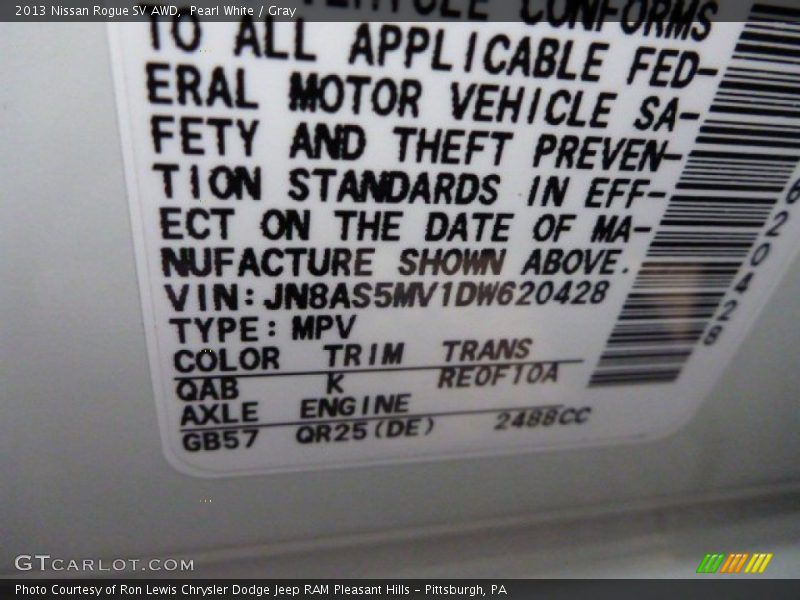 2013 Nissan Rogue SV AWD, Pearl White / Gray
CONFORMS
TO ALL APPLICABLE FED-
ERAL MOTOR VEHICLE SA-
FETY AND THEFT PREVEN-
TION STANDARDS IN EFF-
ECT ON THE DATE OF MA-
NUFACTURE SHOWN ABOVE.
VIN:JN8AS5MV1DW620428
TYPE: MPV
COLOR TRIM TRANS
QAB K RE0F10A
AXLE ENGINE
GB57 QR25(DE) 2488CC
620428
GTCARLOT.COM
Photo Courtesy of Ron Lewis Chrysler Dodge Jeep RAM Pleasant Hills - Pittsburgh, PA